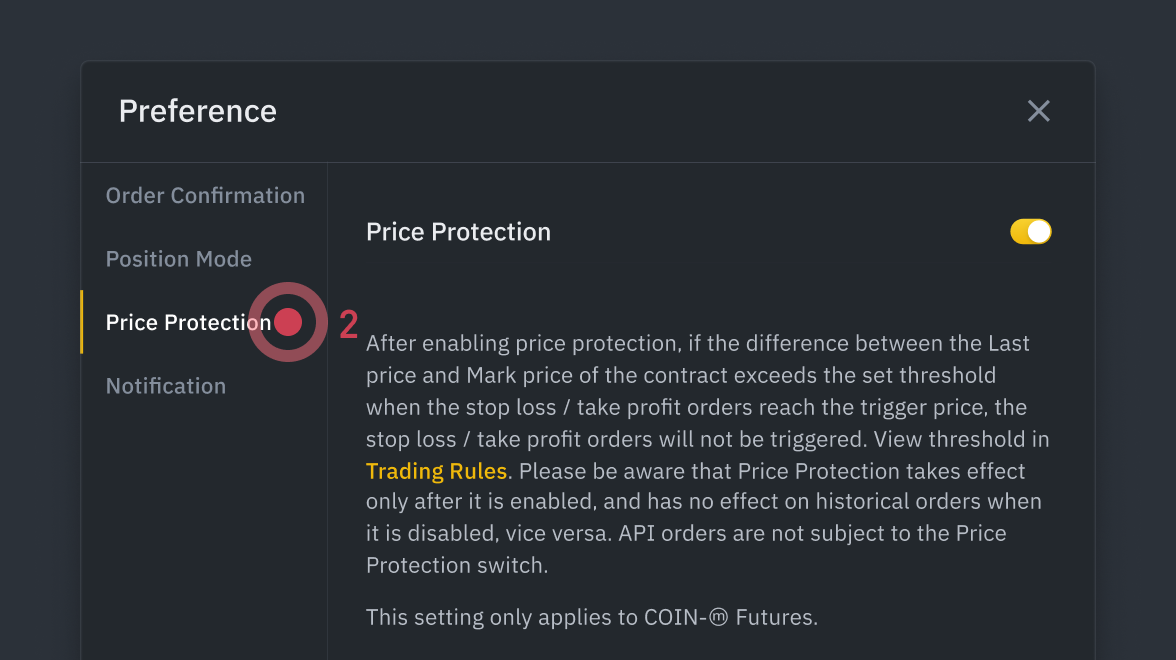 Preference
Order Confirmation
Position Mode
Price Protection
2
Notification
Price Protection
After enabling price protection, if the difference between the Last
price and Mark price of the contract exceeds the set threshold
when the stop loss / take profit orders reach the trigger price, the
stop loss / take profit orders will not be triggered. View threshold in
Trading Rules. Please be aware that Price Protection takes effect
only after it is enabled, and has no effect on historical orders when
it is disabled, vice versa. API orders are not subject to the Price
Protection switch.
This setting only applies to COIN-ⓜ Futures.